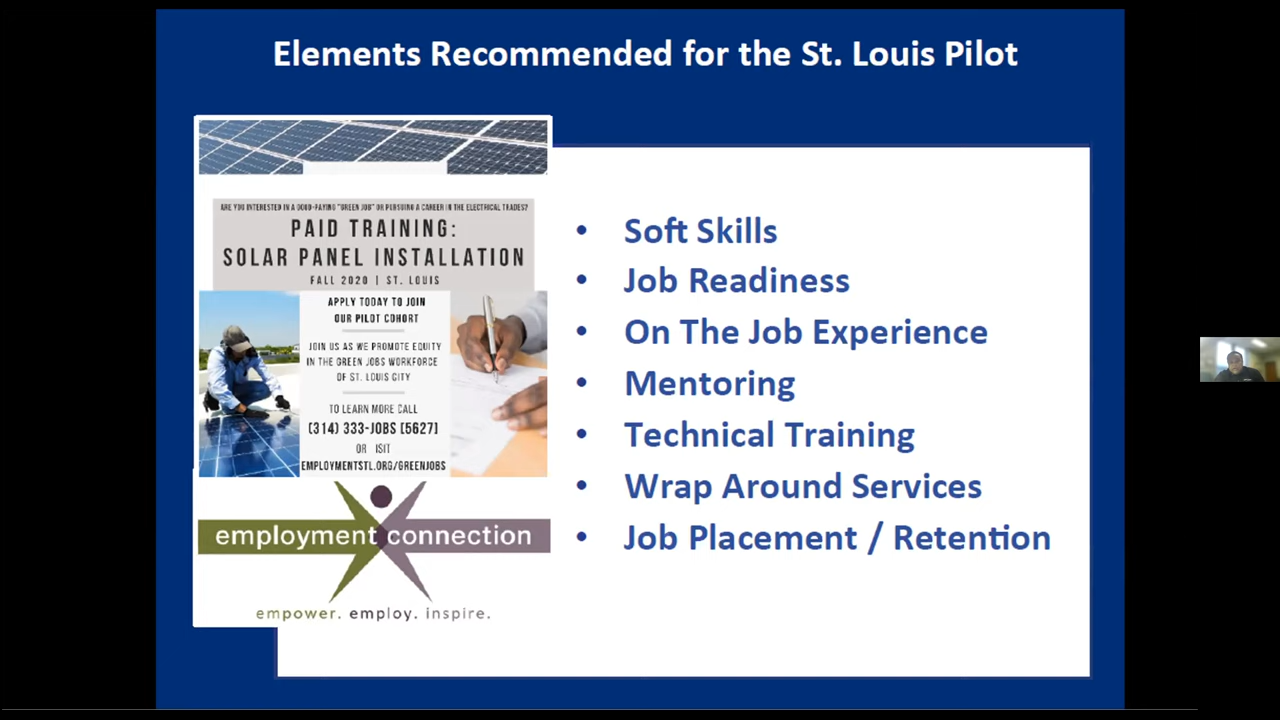 Elements Recommended for the St. Louis Pilot
ARE YOU INTERESTED IN A GOOD-PAYING "GREEN JOB" OR PURSUING A CAREER IN THE ELECTRICAL TRADES?
PAID TRAINING:
SOLAR PANEL INSTALLATION
FALL 2020 | ST. LOUIS
APPLY TODAY TO JOIN
OUR PILOT COHORT
JOIN US AS WE PROMOTE EQUITY
IN THE GREEN JOBS WORKFORCE
OF ST. LOUIS CITY
TO LEARN MORE CALL
(314) 333-JOBS [5627]
OR ISIT
EMPLOYMENTSTL.ORG/GREENJOBS
employment connection
empower. employ. inspire.
• Soft Skills
• Job Readiness
• On The Job Experience
• Mentoring
• Technical Training
• Wrap Around Services
• Job Placement / Retention